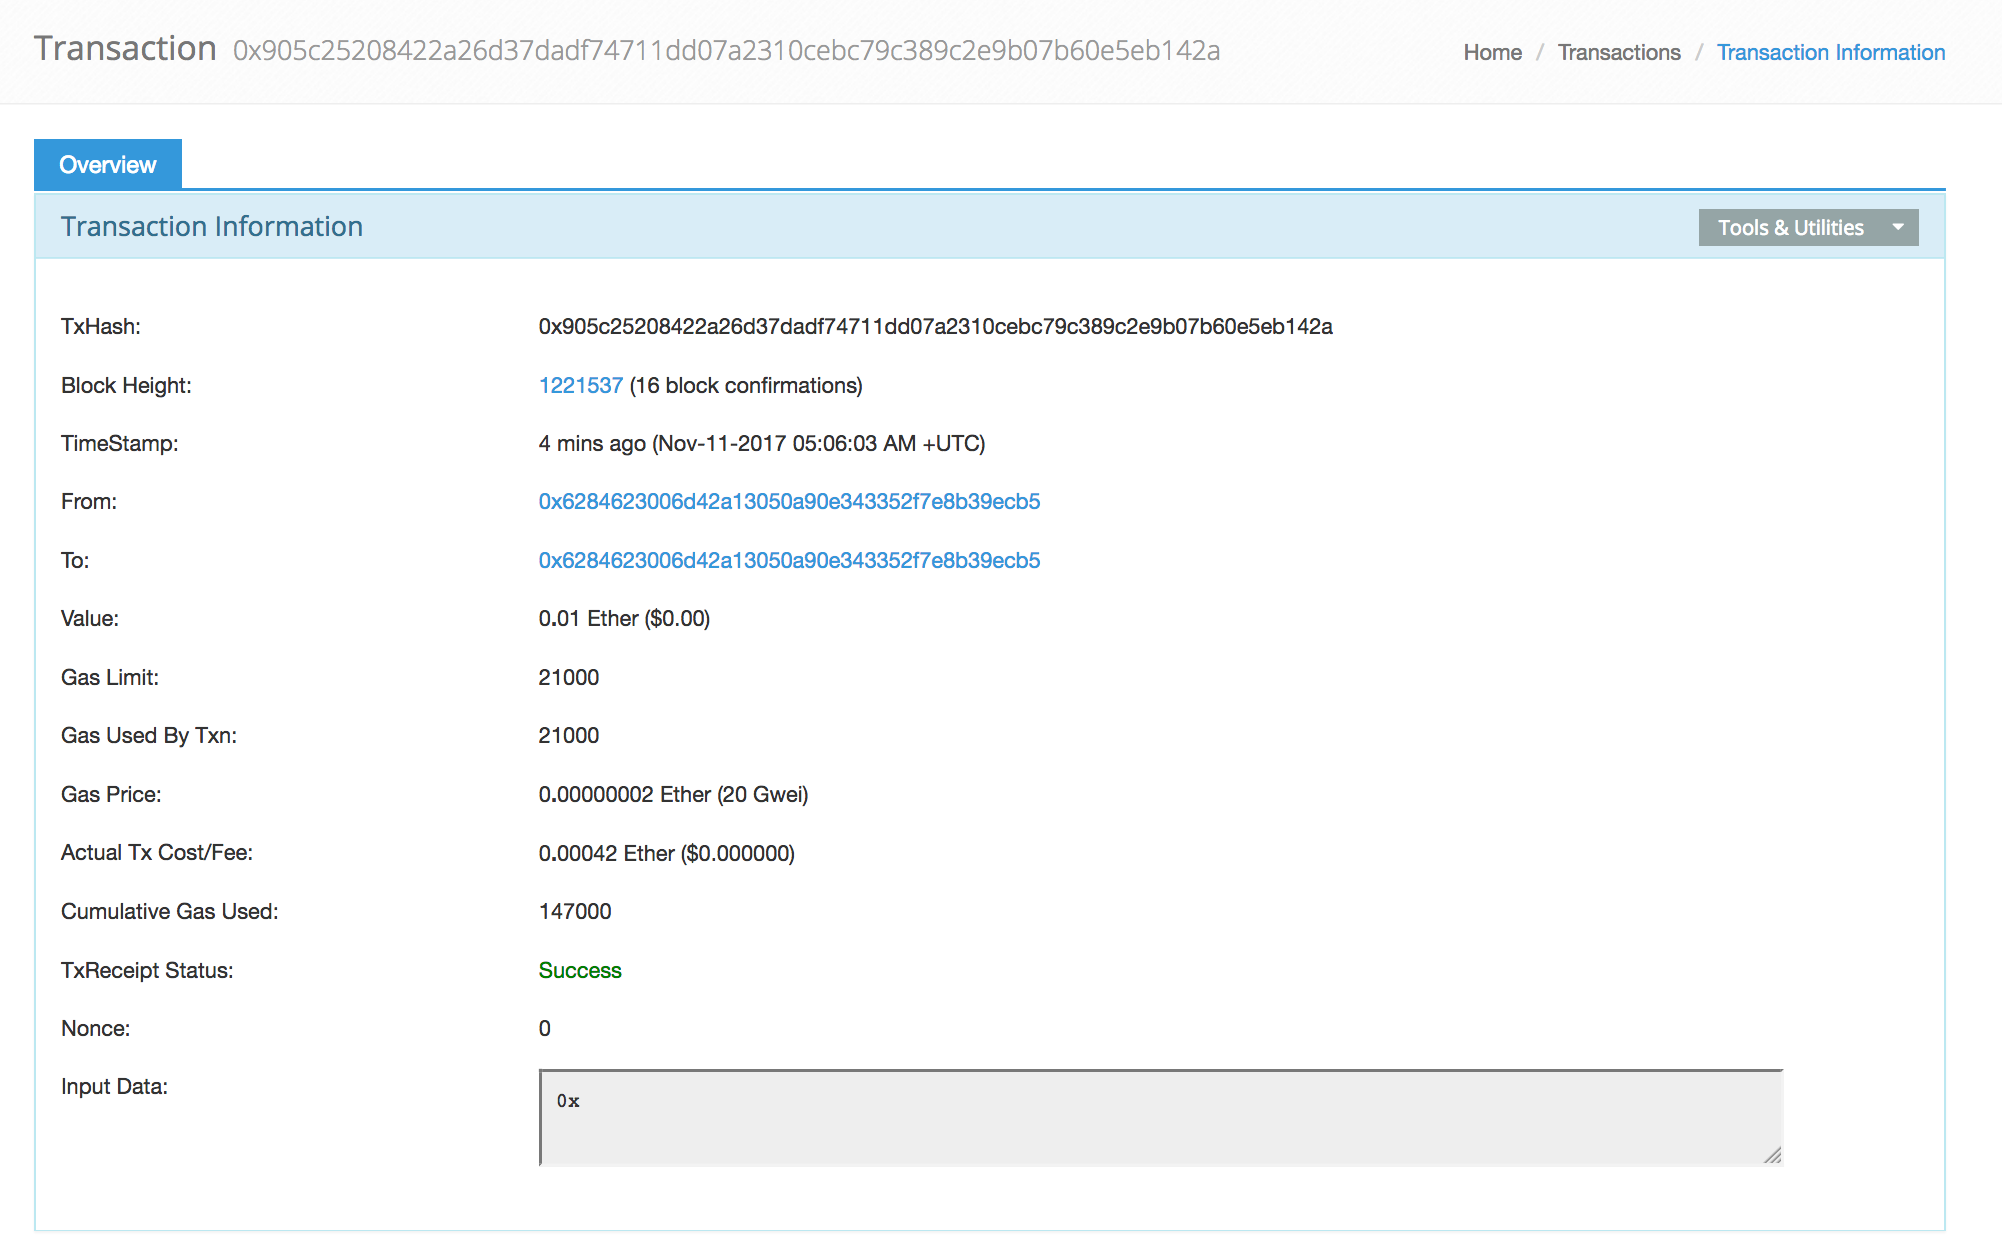 Transaction 0x905c25208422a26d37dadf74711dd07a2310cebc79c389c2e9b07b60e5eb142a
Home / Transactions / Transaction Information
Overview
Transaction Information
Tools & Utilities
TxHash: 0x905c25208422a26d37dadf74711dd07a2310cebc79c389c2e9b07b60e5eb142a
Block Height: 1221537 (16 block confirmations)
TimeStamp: 4 mins ago (Nov-11-2017 05:06:03 AM +UTC)
From: 0x6284623006d42a13050a90e343352f7e8b39ecb5
To: 0x6284623006d42a13050a90e343352f7e8b39ecb5
Value: 0.01 Ether ($0.00)
Gas Limit: 21000
Gas Used By Txn: 21000
Gas Price: 0.00000002 Ether (20 Gwei)
Actual Tx Cost/Fee: 0.00042 Ether ($0.000000)
Cumulative Gas Used: 147000
TxReceipt Status: Success
Nonce: 0
Input Data: 0x